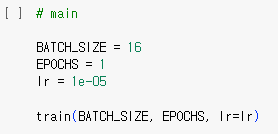 [ ] # main
BATCH_SIZE = 16
EPOCHS = 1
lr = 1e-05
train(BATCH_SIZE, EPOCHS, lr=lr)